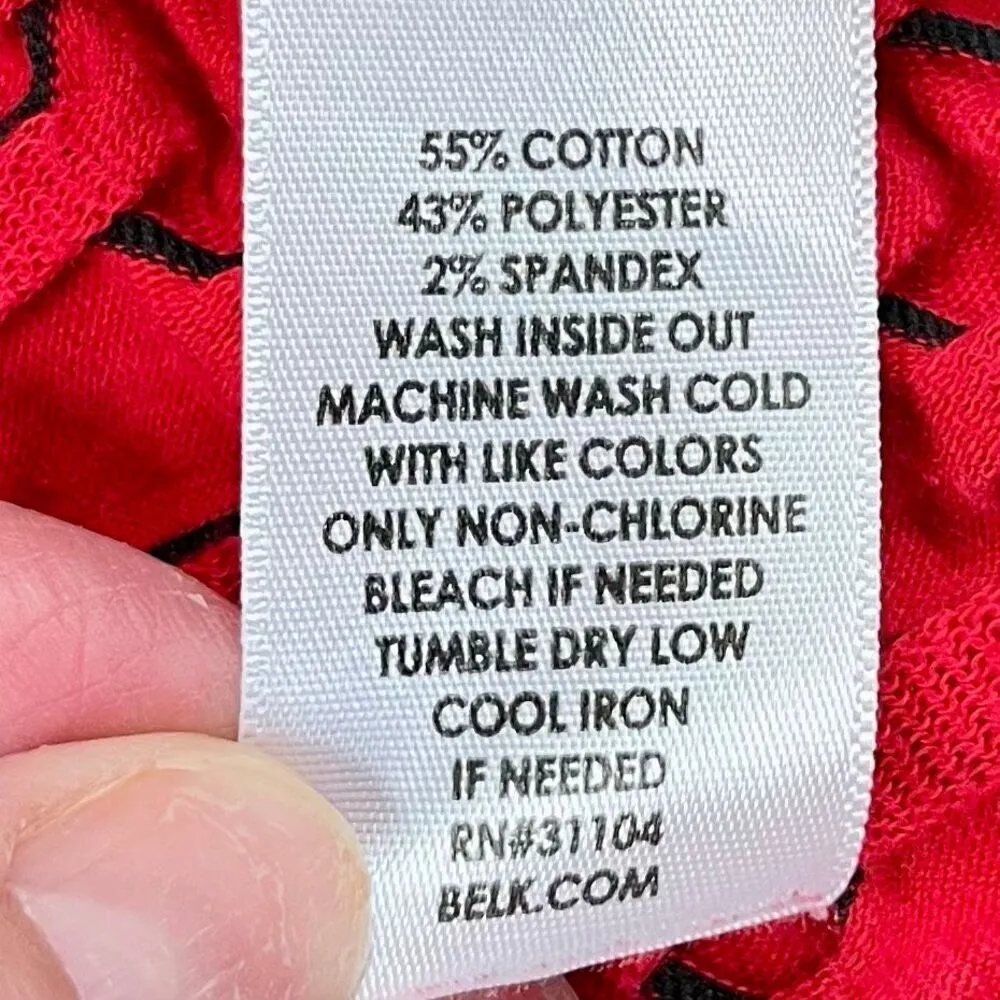 55% COTTON
43% POLYESTER
2% SPANDEX
WASH INSIDE OUT
MACHINE WASH COLD
WITH LIKE COLORS
ONLY NON-CHLORINE
BLEACH IF NEEDED
TUMBLE DRY LOW
COOL IRON
IF NEEDED
RN#31104
BELK.COM